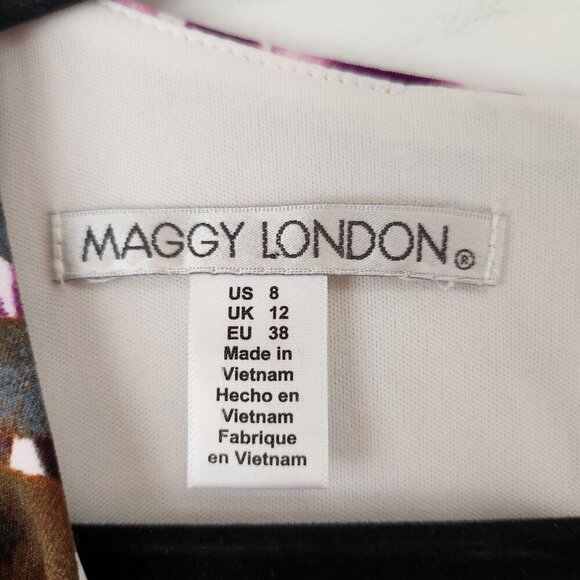 MAGGY LONDON®
US 8
UK 12
EU 38
Made in
Vietnam
Hecho en
Vietnam
Fabrique
en Vietnam